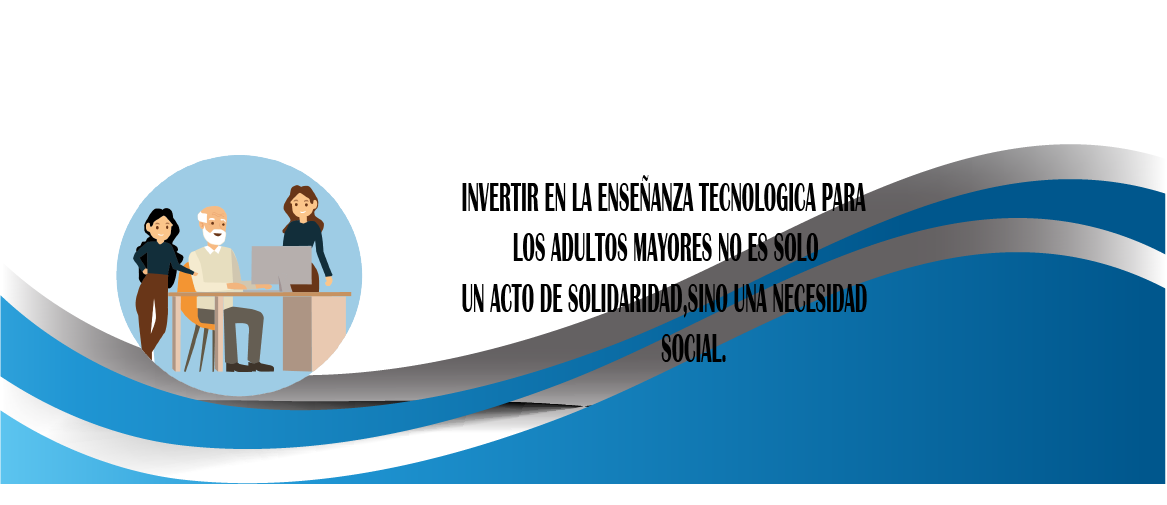 INVERTIR EN LA ENSEÑANZA TECNOLOGICA PARA
LOS ADULTOS MAYORES NO ES SOLO
UN ACTO DE SOLIDARIDAD,SINO UNA NECESIDAD
SOCIAL.